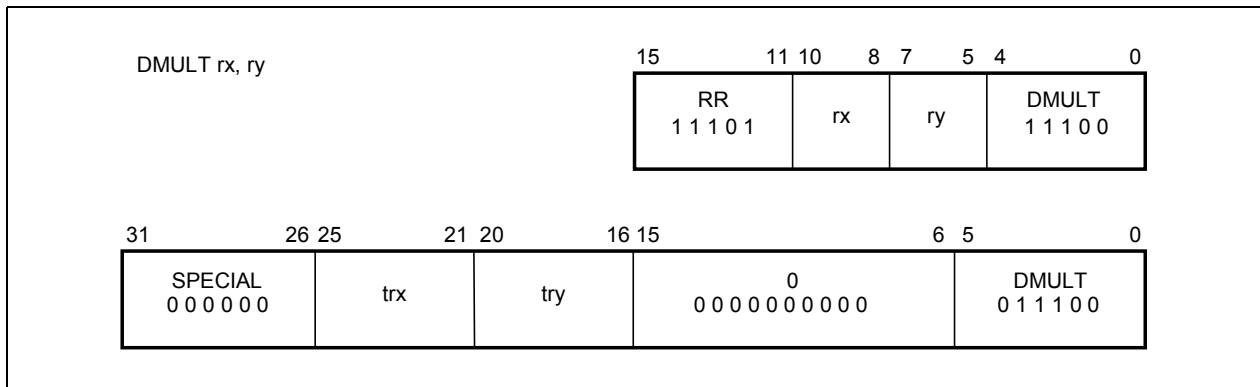 DMULT rx, ry
15 11 10 8 7 5 4 0
RR rx ry DMULT
1 1 1 0 1 1 1 1 0 0
31 26 25 21 20 16 15 6 5 0
SPECIAL trx try 0 DMULT
0 0 0 0 0 0 0 0 0 0 0 0 0 0 0 0 0 1 1 1 0 0